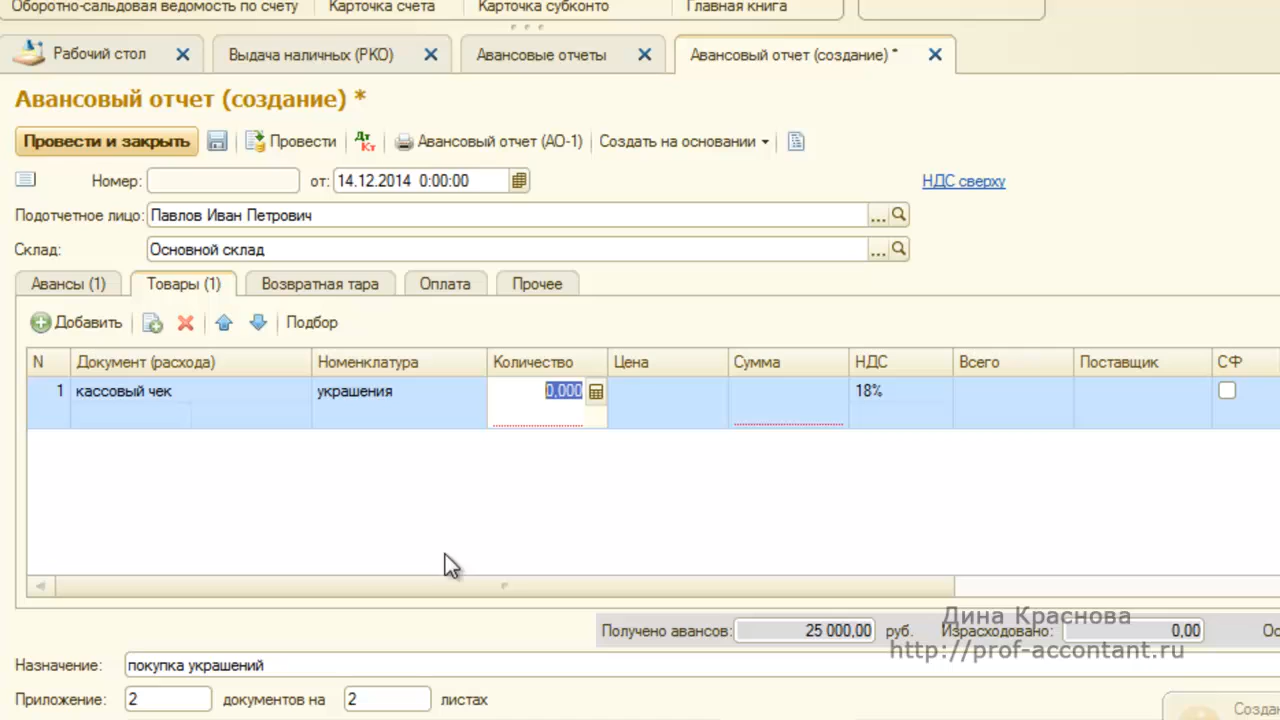 Оборотно-сальдовая ведомость по счету Карточка счета Карточка субконто Главная книга
Рабочий стол Выдача наличных (РКО) Авансовые отчеты Авансовый отчет (создание) *
Авансовый отчет (создание) *
Провести и закрыть Провести Дт Кт Авансовый отчет (АО-1) Создать на основании
Номер: от: 14.12.2014 0:00:00 НДС сверху
Подотчетное лицо: Павлов Иван Петрович ...
Склад: Основной склад ...
Авансы (1) Товары (1) Возвратная тара Оплата Прочее
Добавить Подбор
N Документ (расхода) Номенклатура Количество Цена Сумма НДС Всего Поставщик СФ
1 кассовый чек украшения 0,000 18%
Дина Краснова
Получено авансов: 25 000,00 руб. Израсходовано: 0,00
http://prof-accontant.ru
Назначение: покупка украшений
Приложение: 2 документов на 2 листах